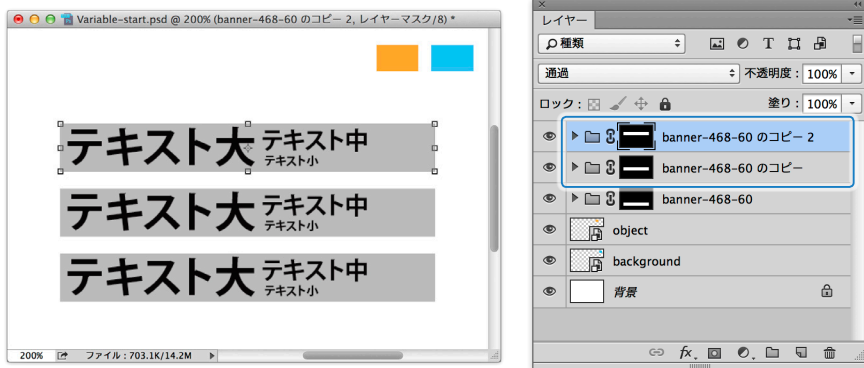 Variable-start.psd @ 200% (banner-468-60 のコピー 2, レイヤーマスク/8) *
テキスト大 テキスト中
テキスト小
テキスト大 テキスト中
テキスト小
テキスト大 テキスト中
テキスト小
200% ファイル : 703.1K/14.2M
レイヤー
種類
T
通過 不透明度 : 100%
ロック : 塗り : 100%
banner-468-60 のコピー 2
banner-468-60 のコピー
banner-468-60
object
background
背景
fx